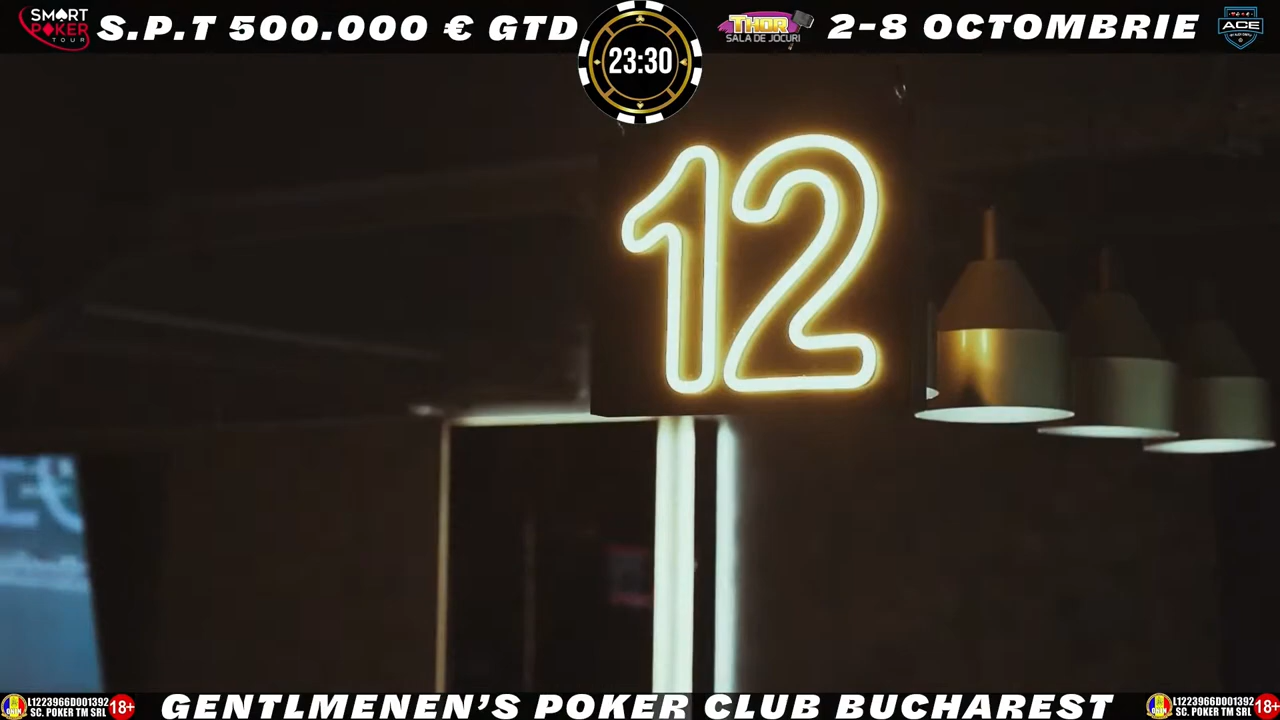 SMART
POKER
TOUR
S.P.T 500.000 € GTD
23:30
THOR
SALA DE JOCURI
2-8 OCTOMBRIE
ACE
12
L1223966D001392
SC. POKER TM SRL
18+
GENTLMENEN’S POKER CLUB BUCHAREST
L1223966D001392
SC. POKER TM SRL
18+